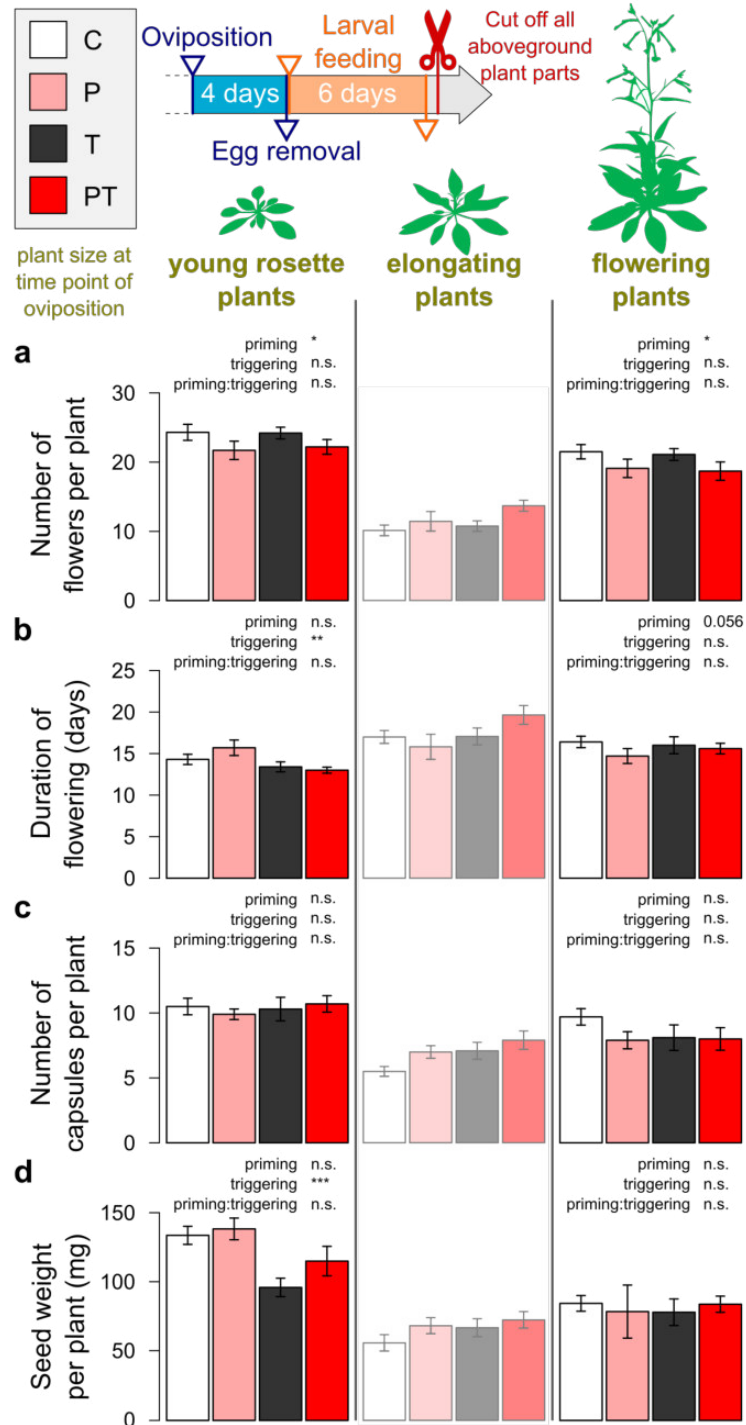 C
P
T
PT
Oviposition
4 days
Egg removal
Larval
feeding
6 days
Cut off all
aboveground
plant parts
plant size at
time point of
oviposition
young rosette
plants
elongating
plants
flowering
plants
a
priming *
triggering n.s.
priming:triggering n.s.
priming *
triggering n.s.
priming:triggering n.s.
Number of
flowers per plant
30
20
10
0
b
priming n.s.
triggering **
priming:triggering n.s.
priming 0.056
triggering n.s.
priming:triggering n.s.
Duration of
flowering (days)
25
20
15
10
5
0
c
priming n.s.
triggering n.s.
priming:triggering n.s.
priming n.s.
triggering n.s.
priming:triggering n.s.
Number of
capsules per plant
15
10
5
0
d
priming n.s.
triggering ***
priming:triggering n.s.
priming n.s.
triggering n.s.
priming:triggering n.s.
Seed weight
per plant (mg)
150
100
50
0